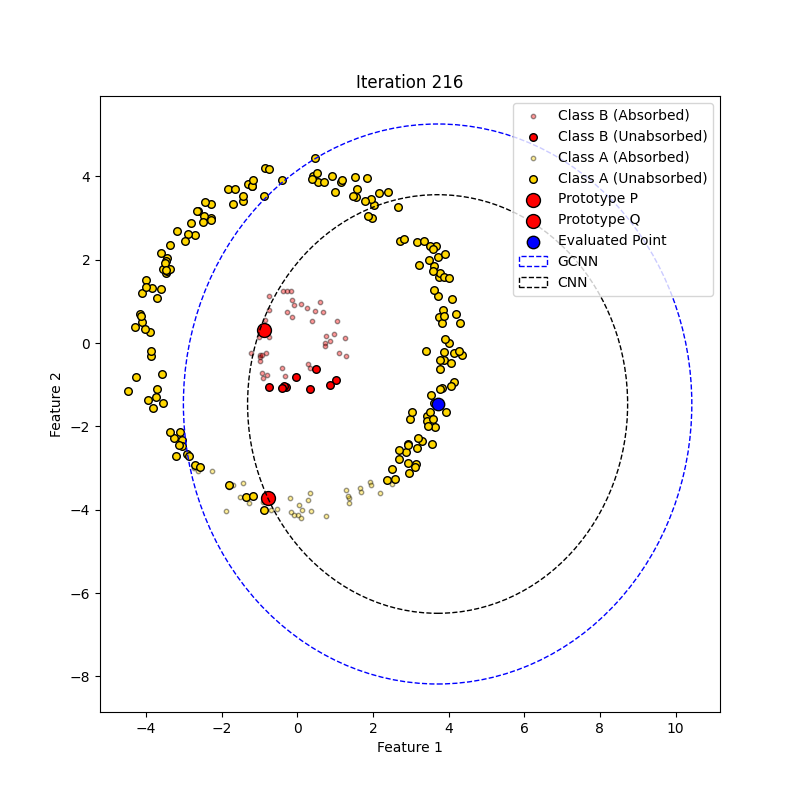 Iteration 216
Class B (Absorbed)
Class B (Unabsorbed)
Class A (Absorbed)
Class A (Unabsorbed)
Prototype P
Prototype Q
Evaluated Point
GCNN
CNN
4
2
0
−2
−4
−6
−8
Feature 2
−4 −2 0 2 4 6 8 10
Feature 1